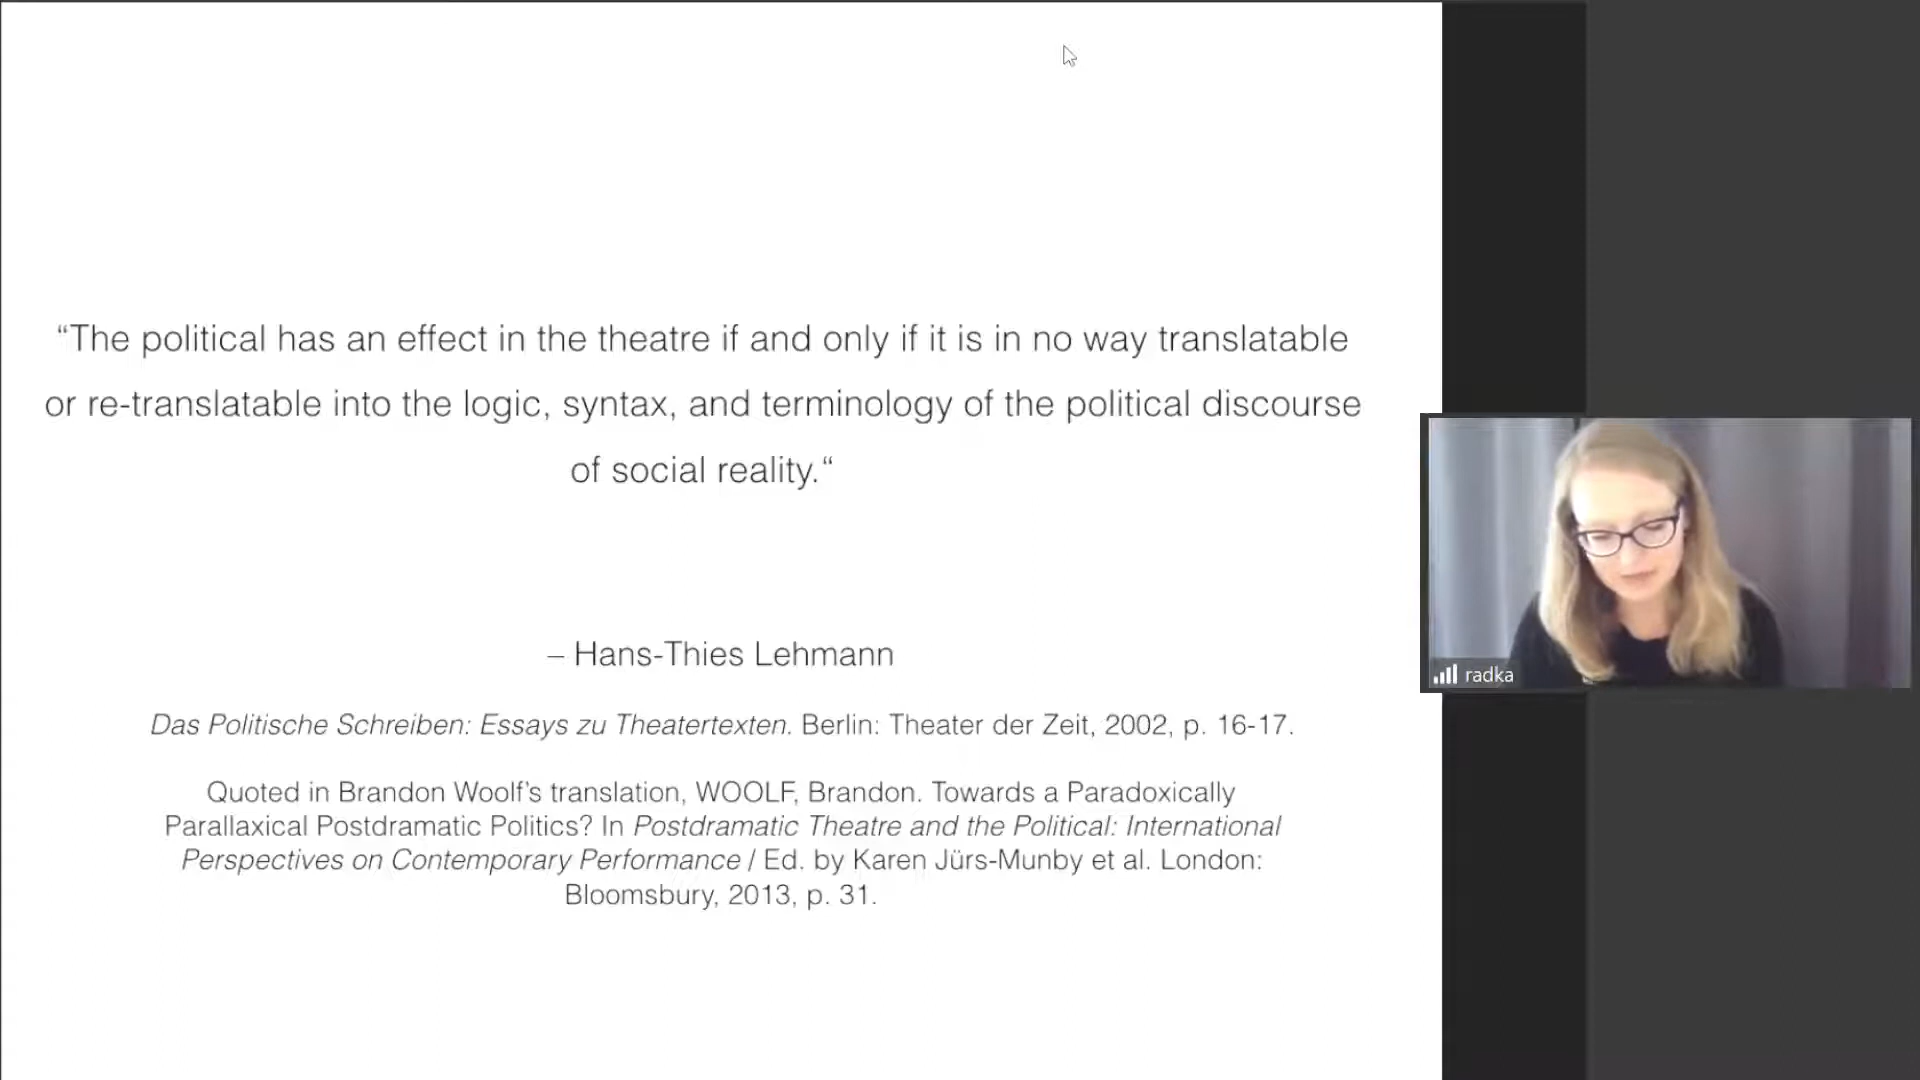 “The political has an effect in the theatre if and only if it is in no way translatable
or re-translatable into the logic, syntax, and terminology of the political discourse
of social reality.“
– Hans-Thies Lehmann
Das Politische Schreiben: Essays zu Theatertexten. Berlin: Theater der Zeit, 2002, p. 16-17.
Quoted in Brandon Woolf’s translation, WOOLF, Brandon. Towards a Paradoxically
Parallaxical Postdramatic Politics? In Postdramatic Theatre and the Political: International
Perspectives on Contemporary Performance / Ed. by Karen Jürs-Munby et al. London:
Bloomsbury, 2013, p. 31.
radka